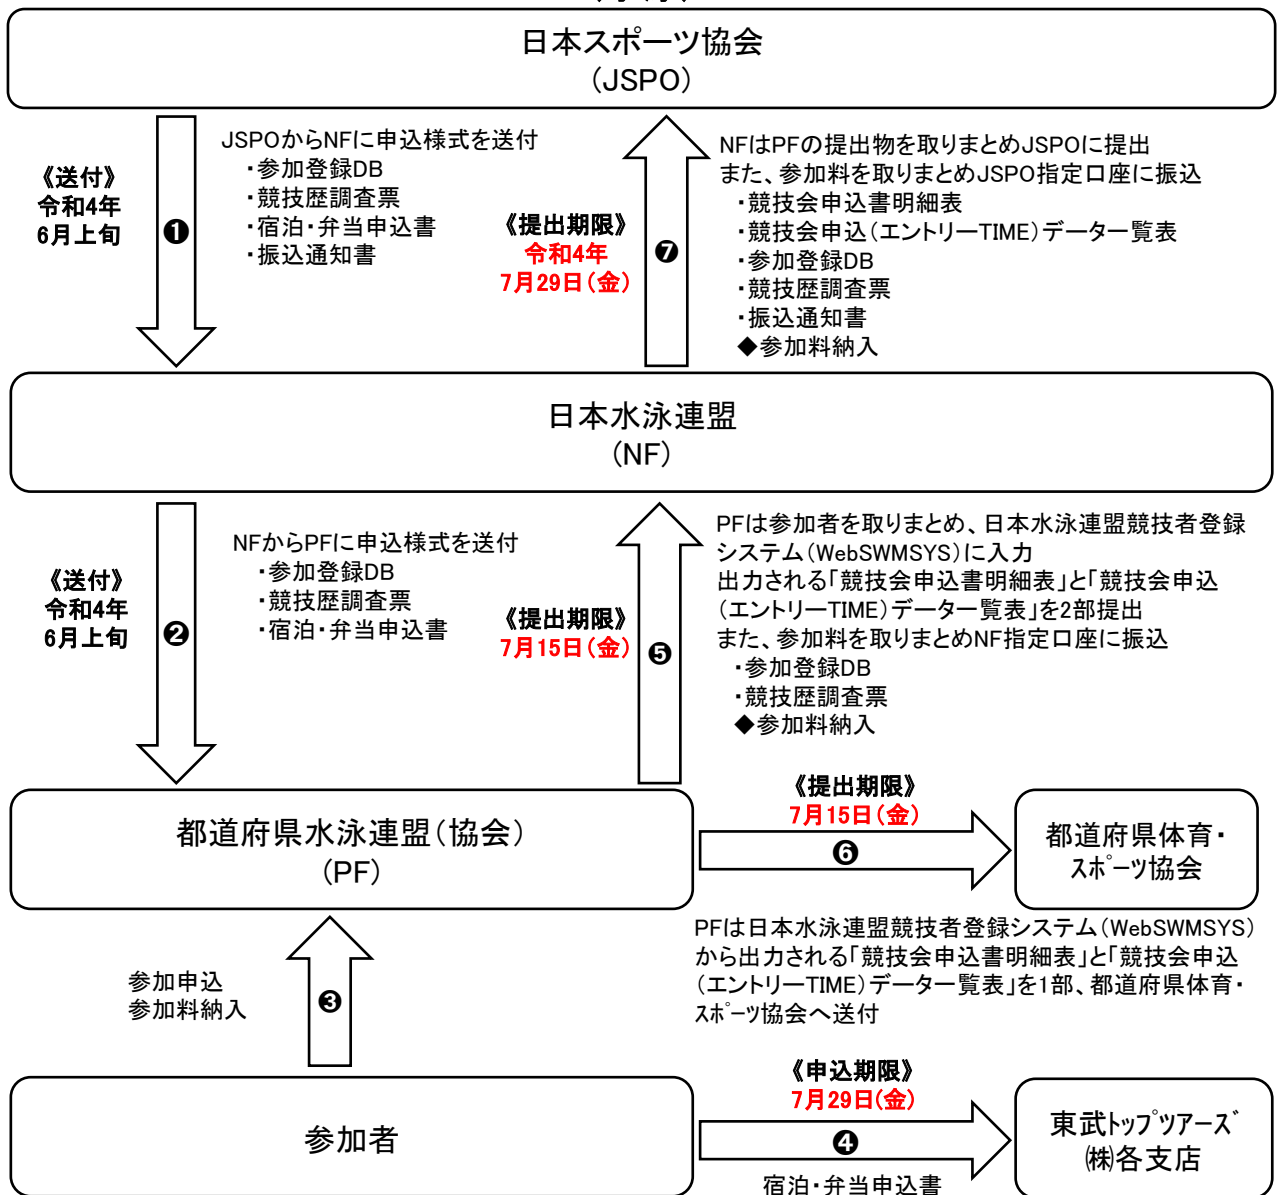 日本スポーツ協会
(JSPO)
《送付》
令和4年
6月上旬
❶
JSPOからNFに申込様式を送付
・参加登録DB
・競技歴調査票
・宿泊・弁当申込書
・振込通知書
《提出期限》
令和4年
7月29日(金)
❼
NFはPFの提出物を取りまとめJSPOに提出
また、参加料を取りまとめJSPO指定口座に振込
・競技会申込書明細表
・競技会申込(エントリーTIME)データ一覧表
・参加登録DB
・競技歴調査票
・振込通知書
◆参加料納入
日本水泳連盟
(NF)
《送付》
令和4年
6月上旬
❷
NFからPFに申込様式を送付
・参加登録DB
・競技歴調査票
・宿泊・弁当申込書
《提出期限》
7月15日(金)
❺
PFは参加者を取りまとめ、日本水泳連盟競技者登録
システム(WebSWMSYS)に入力
出力される「競技会申込書明細表」と「競技会申込
(エントリーTIME)データ一覧表」を2部提出
また、参加料を取りまとめNF指定口座に振込
・参加登録DB
・競技歴調査票
◆参加料納入
都道府県水泳連盟(協会)
(PF)
《提出期限》
7月15日(金)
❻
都道府県体育・
スポーツ協会
PFは日本水泳連盟競技者登録システム(WebSWMSYS)
から出力される「競技会申込書明細表」と「競技会申込
(エントリーTIME)データ一覧表」を1部、都道府県体育・
スポーツ協会へ送付
参加申込
参加料納入
❸
参加者
《申込期限》
7月29日(金)
❹
宿泊・弁当申込書
東武トップツアーズ
㈱各支店